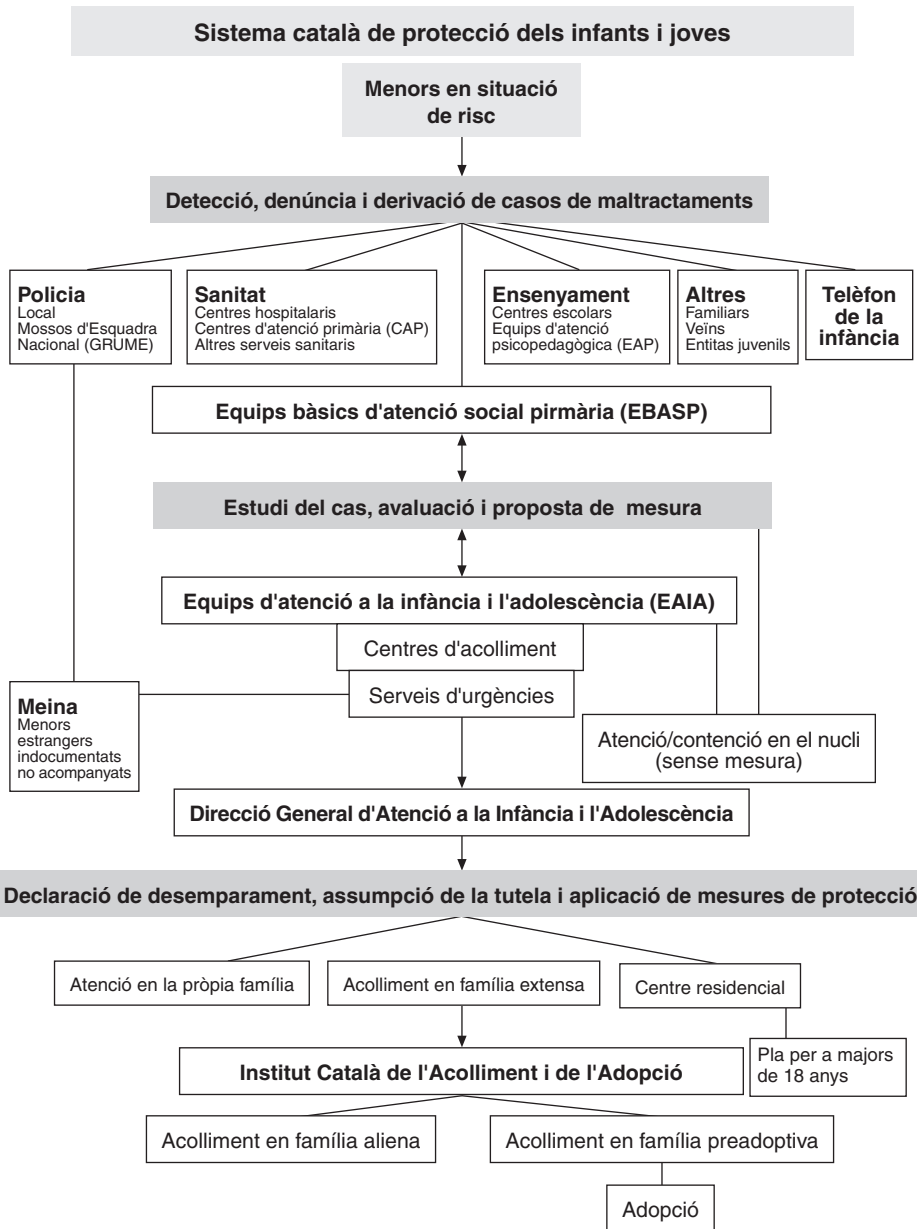 Sistema català de protecció dels infants i joves
Menors en situació
de risc
Detecció, denúncia i derivació de casos de maltractaments
Policia
Local
Mossos d'Esquadra
Nacional (GRUME)
Sanitat
Centres hospitalaris
Centres d'atenció primària (CAP)
Altres serveis sanitaris
Ensenyament
Centres escolars
Equips d'atenció
psicopedagògica (EAP)
Altres
Familiars
Veïns
Entitas juvenils
Telèfon
de la
infància
Equips bàsics d'atenció social pirmària (EBASP)
Estudi del cas, avaluació i proposta de mesura
Equips d'atenció a la infància i l'adolescència (EAIA)
Centres d'acolliment
Serveis d'urgències
Meina
Menors
estrangers
indocumentats
no acompanyats
Atenció/contenció en el nucli
(sense mesura)
Direcció General d'Atenció a la Infància i l'Adolescència
Declaració de desemparament, assumpció de la tutela i aplicació de mesures de protecció
Atenció en la pròpia família
Acolliment en família extensa
Centre residencial
Pla per a majors
de 18 anys
Institut Català de l'Acolliment i de l'Adopció
Acolliment en família aliena
Acolliment en família preadoptiva
Adopció